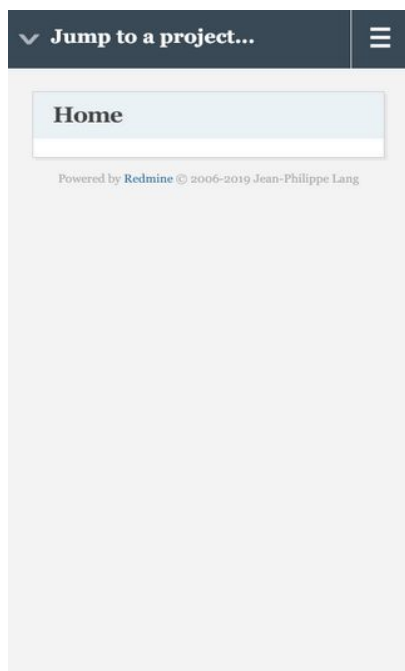 Jump to a project...
Home
Powered by Redmine © 2006-2019 Jean-Philippe Lang